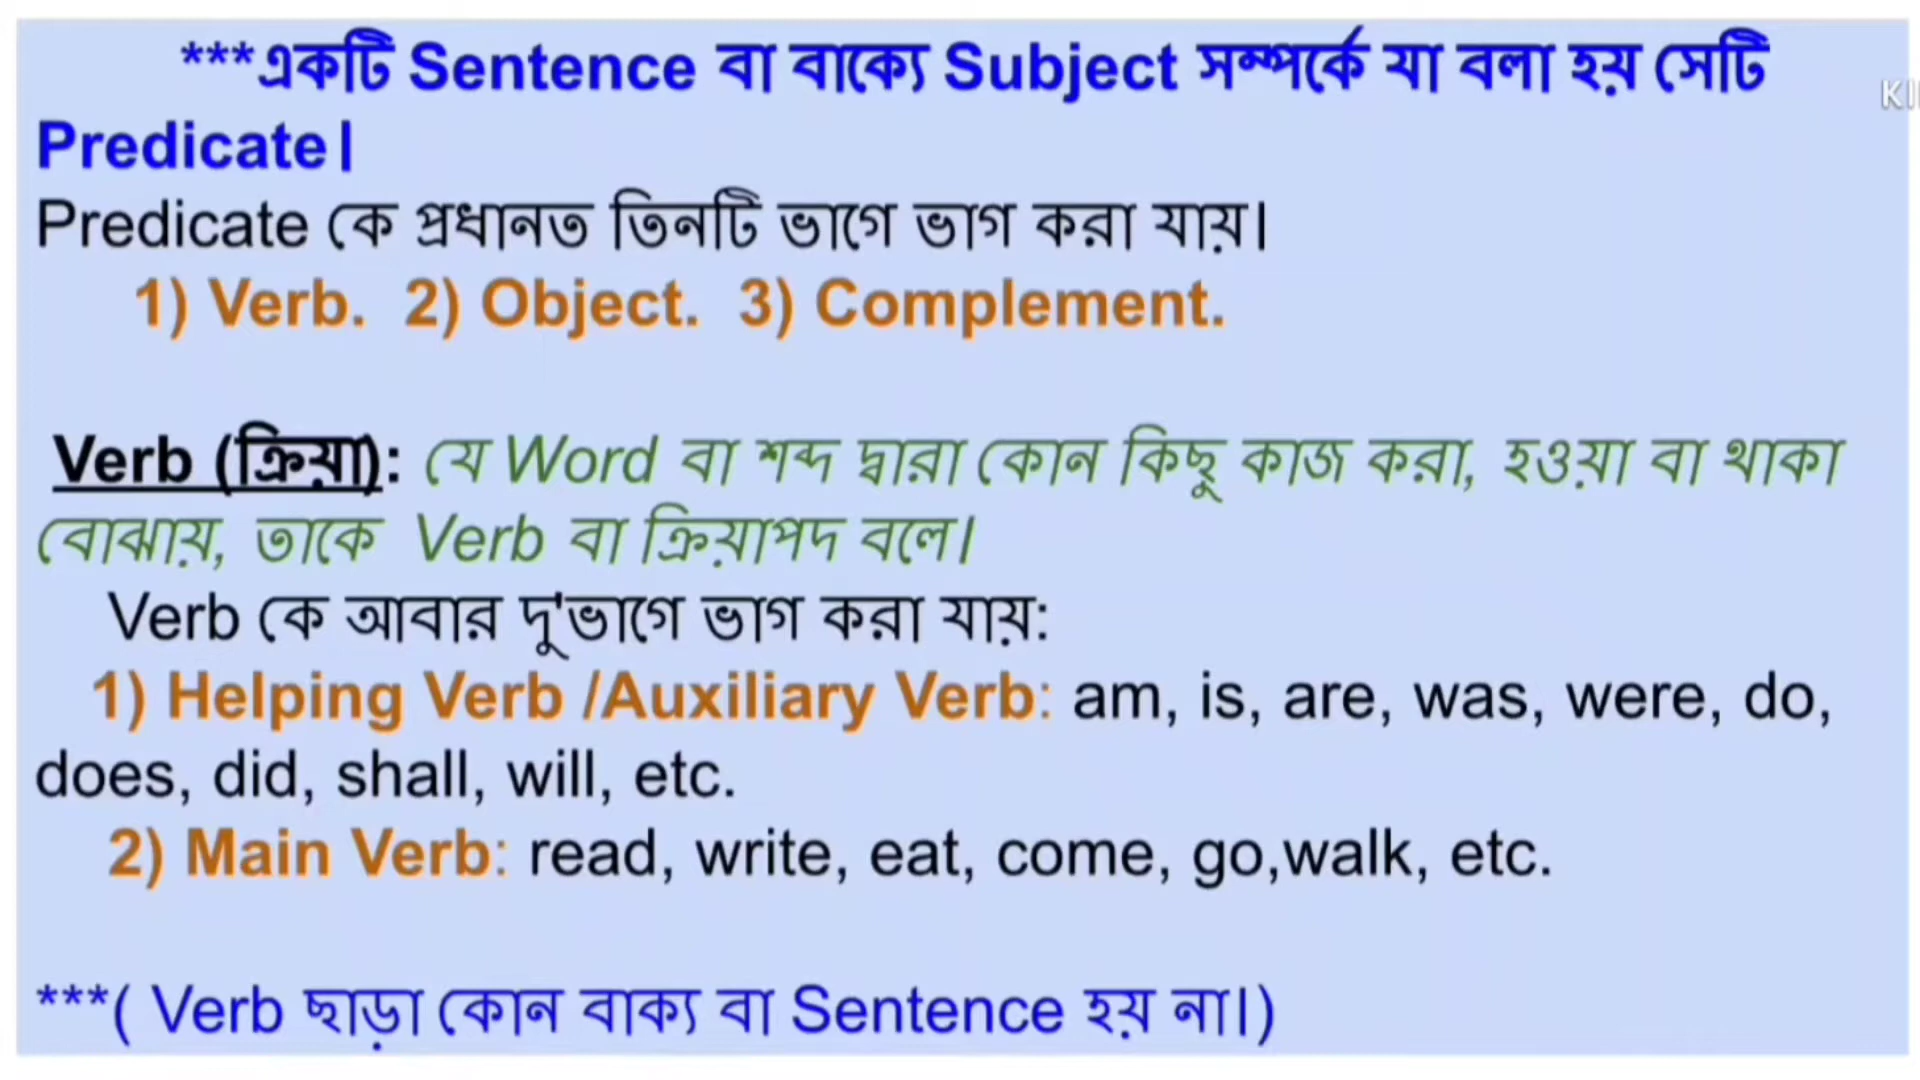 ***একটি Sentence বা বাক্যে Subject সম্পর্কে যা বলা হয় সেটি
Predicate।
Predicate কে প্রধানত তিনটি ভাগে ভাগ করা যায়।
1) Verb. 2) Object. 3) Complement.
Verb (ক্রিয়া): যে Word বা শব্দ দ্বারা কোন কিছু কাজ করা, হওয়া বা থাকা
বোঝায়, তাকে Verb বা ক্রিয়াপদ বলে।
Verb কে আবার দু'ভাগে ভাগ করা যায়:
1) Helping Verb /Auxiliary Verb: am, is, are, was, were, do,
does, did, shall, will, etc.
2) Main Verb: read, write, eat, come, go,walk, etc.
***( Verb ছাড়া কোন বাক্য বা Sentence হয় না।)